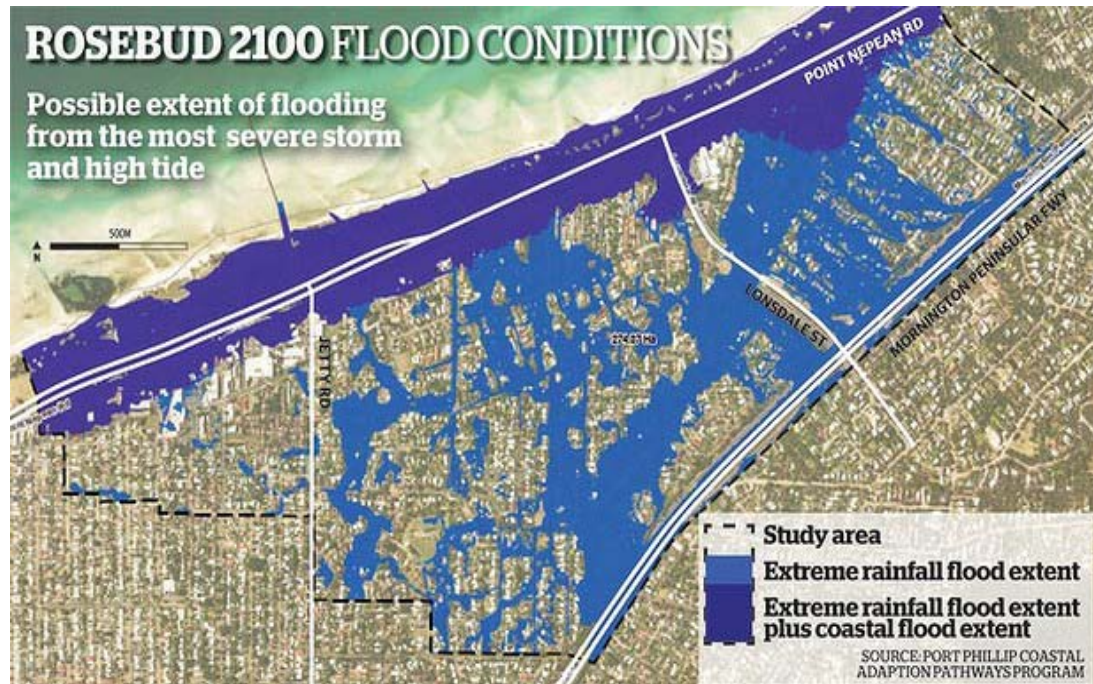 ROSEBUD 2100 FLOOD CONDITIONS
Possible extent of flooding
from the most severe storm
and high tide
POINT NEPEAN RD
500M
N
JETTY RD
LONSDALE ST
MORNINGTON PENINSULAR FWY
Study area
Extreme rainfall flood extent
Extreme rainfall flood extent
plus coastal flood extent
SOURCE: PORT PHILLIP COASTAL
ADAPTION PATHWAYS PROGRAM